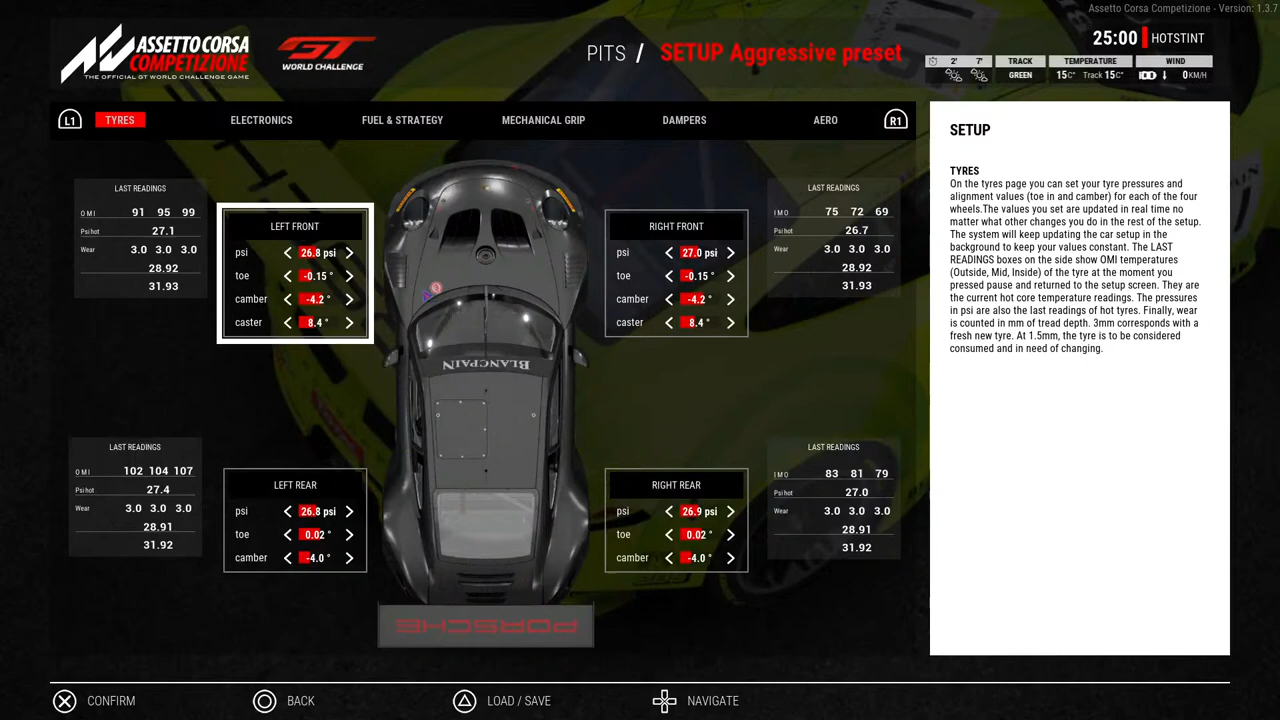 Assetto Corsa Competizione - Version: 1.3.7
ASSETTO CORSA
COMPETIZIONE
THE OFFICIAL GT WORLD CHALLENGE GAME
GT
WORLD CHALLENGE
PITS / SETUP Aggressive preset
25:00 HOTSTINT
2' 7' TRACK TEMPERATURE WIND
GREEN 15C° Track 15C° 0KM/H
L1 TYRES ELECTRONICS FUEL & STRATEGY MECHANICAL GRIP DAMPERS AERO R1
LAST READINGS
O M I 91 95 99
Psi hot 27.1
Wear 3.0 3.0 3.0
28.92
31.93
LEFT FRONT
psi 26.8 psi
toe -0.15 °
camber -4.2 °
caster 8.4 °
RIGHT FRONT
psi 27.0 psi
toe -0.15 °
camber -4.2 °
caster 8.4 °
LAST READINGS
I M O 75 72 69
Psi hot 26.7
Wear 3.0 3.0 3.0
28.92
31.93
BLANCPAIN
LAST READINGS
O M I 102 104 107
Psi hot 27.4
Wear 3.0 3.0 3.0
28.91
31.92
LEFT REAR
psi 26.8 psi
toe 0.02 °
camber -4.0 °
RIGHT REAR
psi 26.9 psi
toe 0.02 °
camber -4.0 °
LAST READINGS
I M O 83 81 79
Psi hot 27.0
Wear 3.0 3.0 3.0
28.91
31.92
PORSCHE
SETUP
TYRES
On the tyres page you can set your tyre pressures and
alignment values (toe in and camber) for each of the four
wheels.The values you set are updated in real time no
matter what other changes you do in the rest of the setup.
The system will keep updating the car setup in the
background to keep your values constant. The LAST
READINGS boxes on the side show OMI temperatures
(Outside, Mid, Inside) of the tyre at the moment you
pressed pause and returned to the setup screen. They are
the current hot core temperature readings. The pressures
in psi are also the last readings of hot tyres. Finally, wear
is counted in mm of tread depth. 3mm corresponds with a
fresh new tyre. At 1.5mm, the tyre is to be considered
consumed and in need of changing.
CONFIRM BACK LOAD / SAVE NAVIGATE